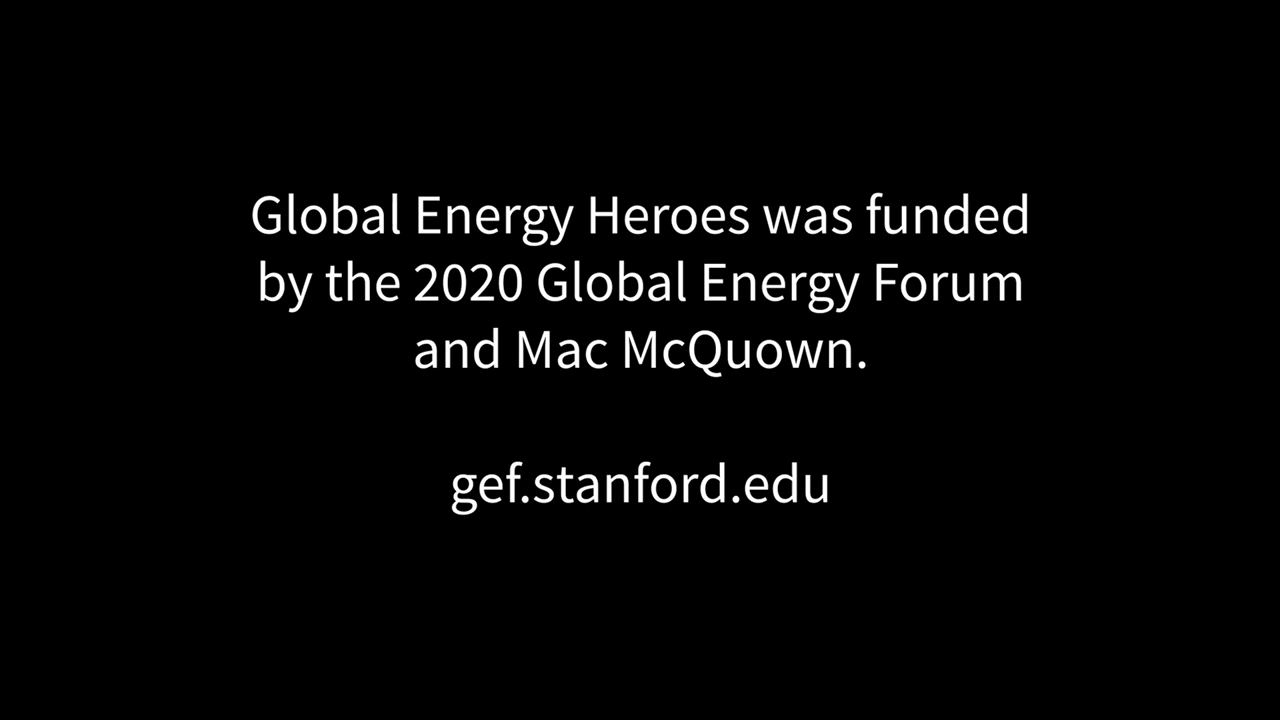 Global Energy Heroes was funded
by the 2020 Global Energy Forum
and Mac McQuown.
gef.stanford.edu